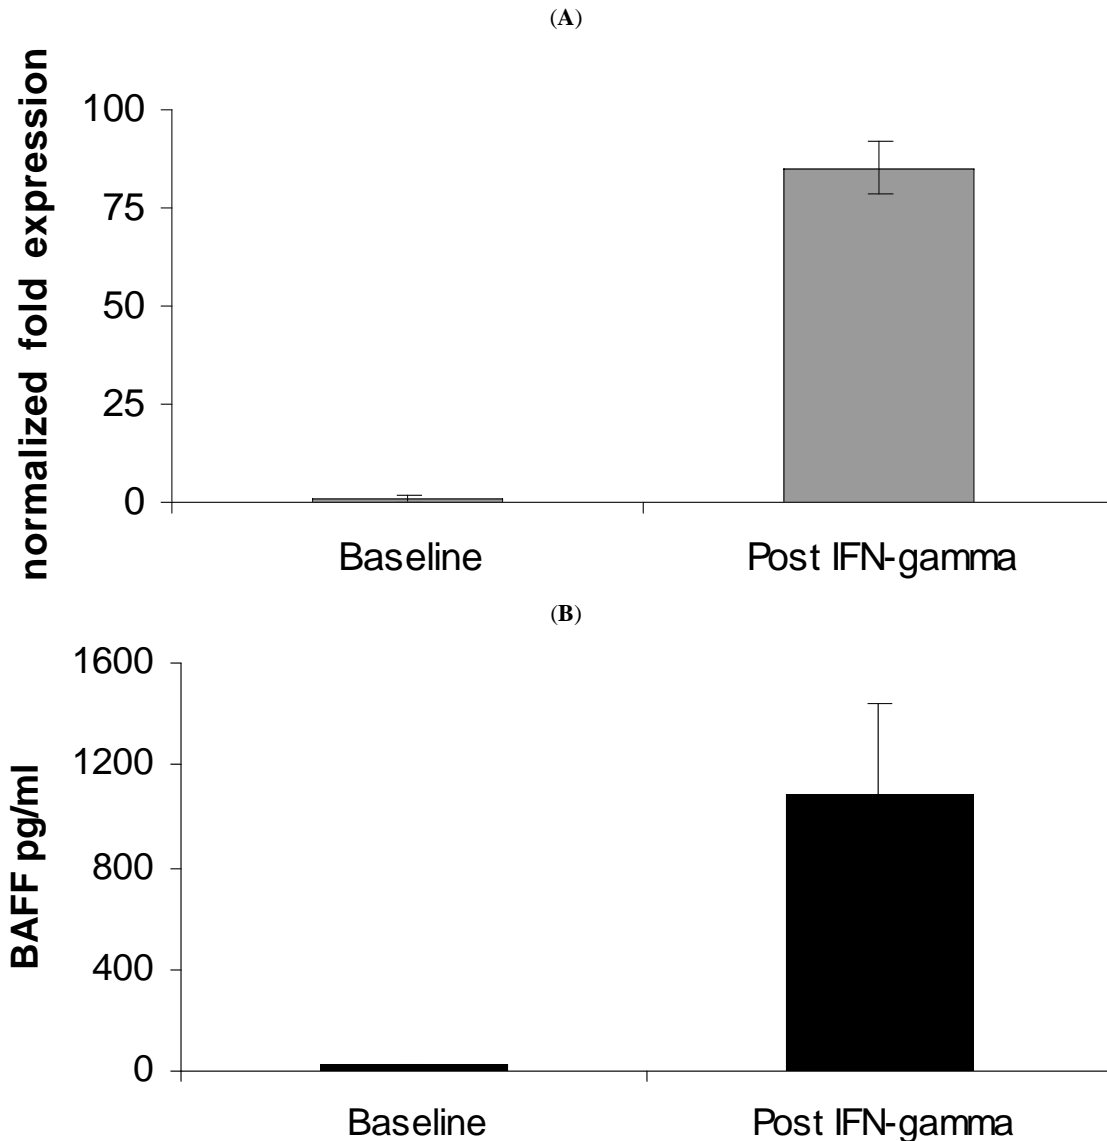 (A)
normalized fold expression
100
75
50
25
0
Baseline
Post IFN-gamma
(B)
BAFF pg/ml
1600
1200
800
400
0
Baseline
Post IFN-gamma